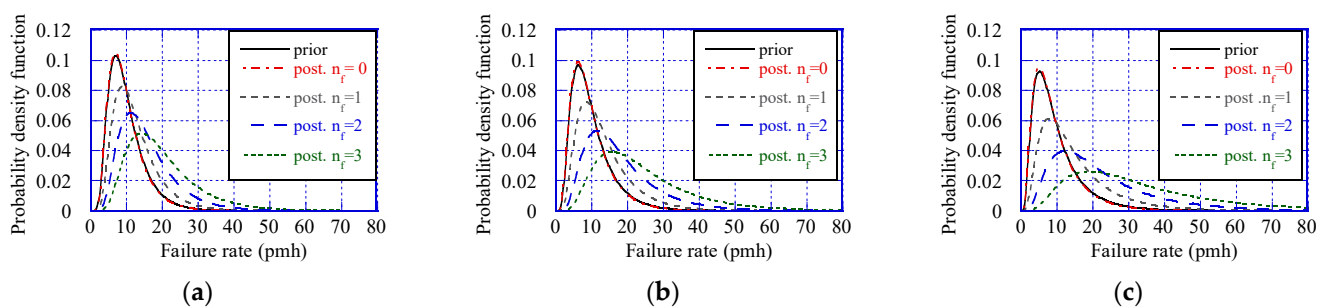 Probability density function
0.12
0.1
0.08
0.06
0.04
0.02
0
0 10 20 30 40 50 60 70 80
Failure rate (pmh)
prior
post. n_f= 0
post. n_f=1
post. n_f=2
post. n_f=3
(a)
Probability density function
0.12
0.1
0.08
0.06
0.04
0.02
0
0 10 20 30 40 50 60 70 80
Failure rate (pmh)
prior
post. n_f=0
post. n_f=1
post. n_f=2
post. n_f=3
(b)
Probability density function
0.12
0.1
0.08
0.06
0.04
0.02
0
0 10 20 30 40 50 60 70 80
Failure rate (pmh)
prior
post. n_f=0
post .n_f=1
post. n_f=2
post. n_f=3
(c)